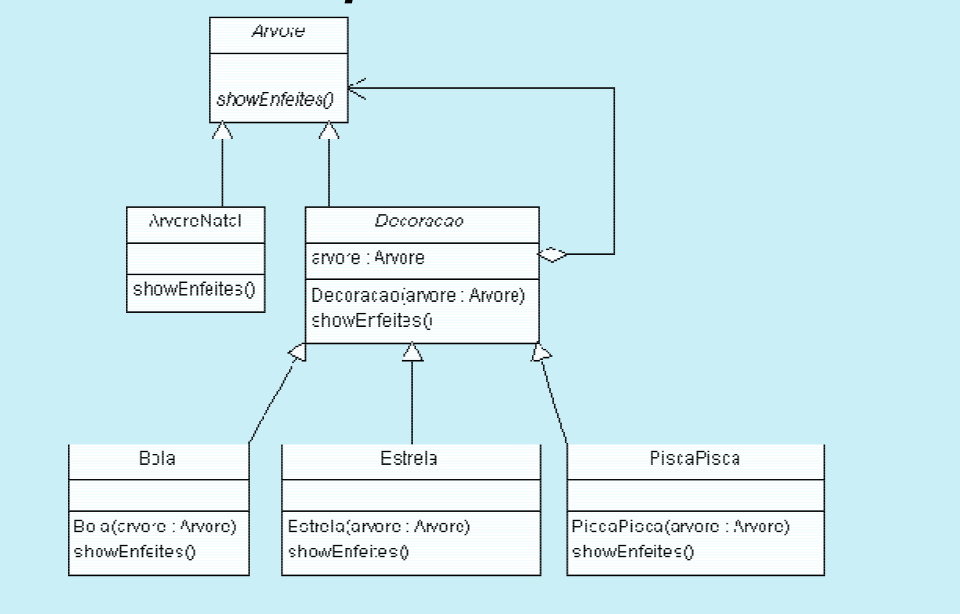 Arvore
showEnfeites()
ArvoreNatal
showEnfeites()
Decoracao
arvore : Arvore
Decoracao(arvore : Arvore)
showEnfeites()
Bola
Bola(arvore : Arvore)
showEnfeites()
Estrela
Estrela(arvore : Arvore)
showEnfeites()
PiscaPisca
PiscaPisca(arvore : Arvore)
showEnfeites()